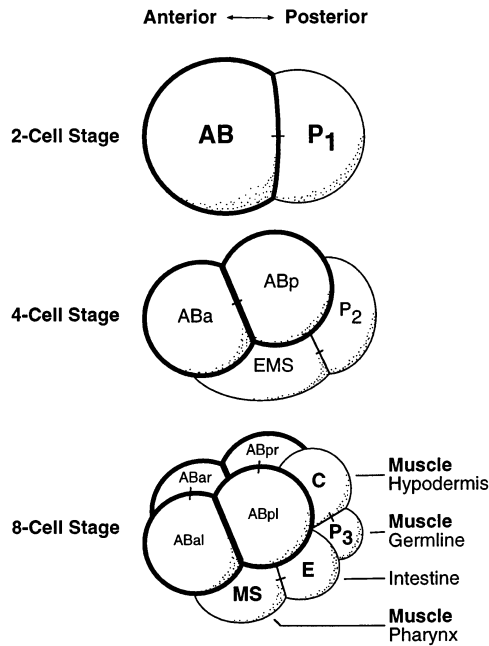 Anterior ↔ Posterior
2-Cell Stage
AB
P1
4-Cell Stage
ABa
ABp
P2
EMS
8-Cell Stage
ABar
ABpr
ABal
ABpl
C
P3
E
MS
Muscle
Hypodermis
Muscle
Germline
Intestine
Muscle
Pharynx